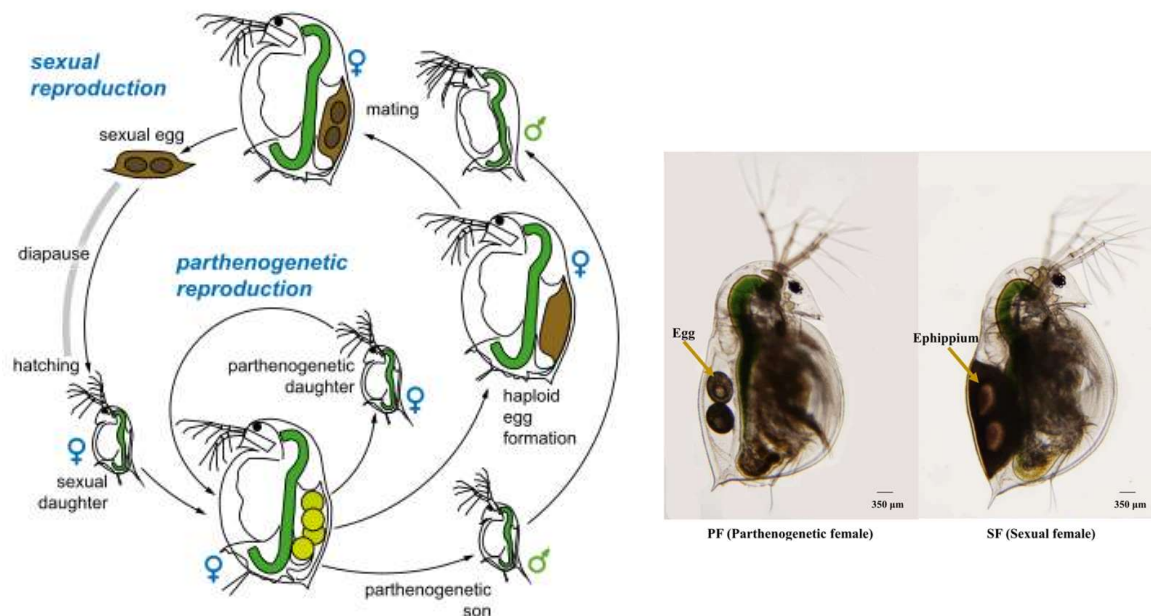 sexual
reproduction
♀
mating
♂
sexual egg
diapause
parthenogenetic
reproduction
♀
hatching
parthenogenetic
daughter
♀
haploid
egg
formation
♀
sexual
daughter
♀
♂
parthenogenetic
son
Egg
350 µm
PF (Parthenogenetic female)
Ephippium
350 µm
SF (Sexual female)